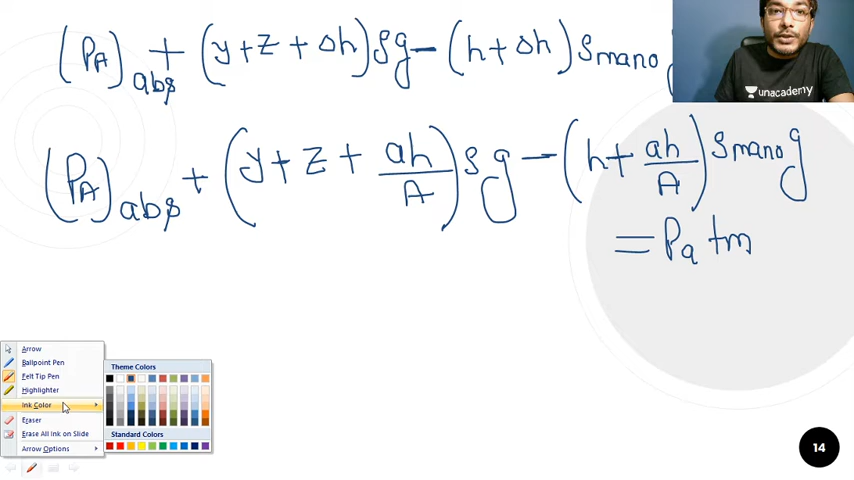 (PA)abs + (y+z+Δh)ρg − (h+Δh)ρmano
unacademy
(PA)abs + (y+z+ah/A)ρg − (h+ah/A)ρmano g
= Patm
Arrow
Ballpoint Pen
Felt Tip Pen
Highlighter
Ink Color
Eraser
Erase All Ink on Slide
Arrow Options
Theme Colors
Standard Colors
14